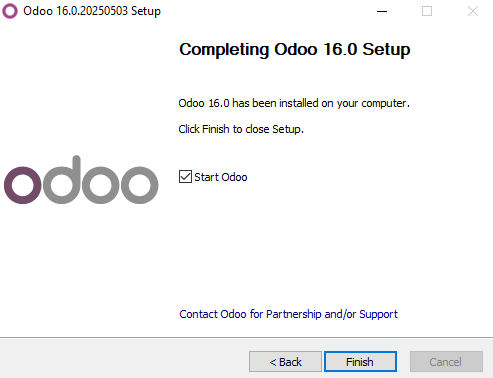 Odoo 16.0.20250503 Setup
Completing Odoo 16.0 Setup
Odoo 16.0 has been installed on your computer.
Click Finish to close Setup.
Start Odoo
odoo
Contact Odoo for Partnership and/or Support
< Back
Finish
Cancel